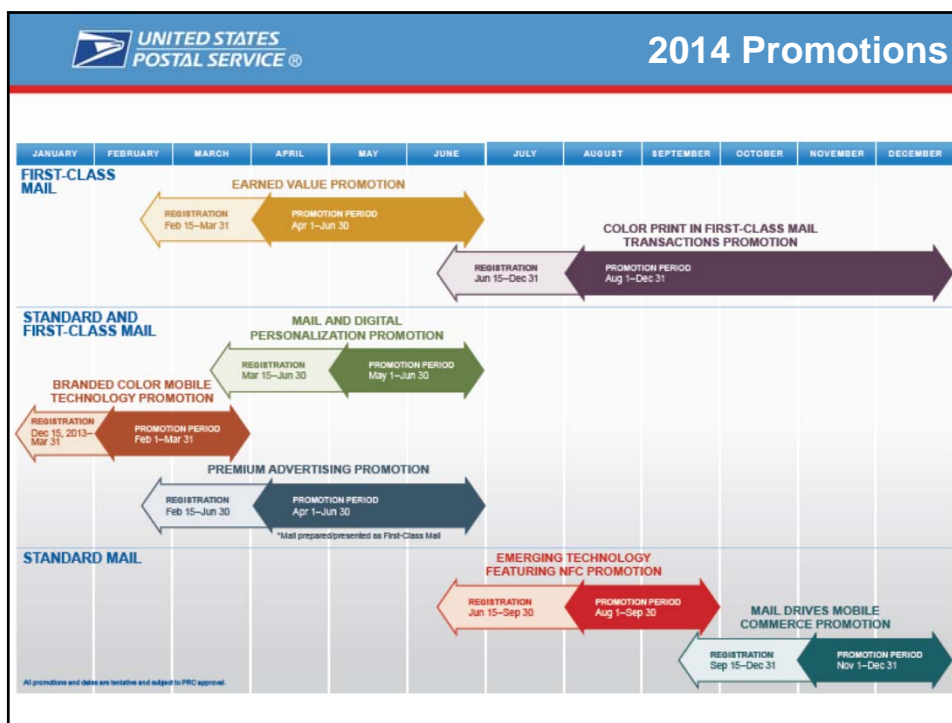 UNITED STATES
POSTAL SERVICE ®
2014 Promotions
JANUARY FEBRUARY MARCH APRIL MAY JUNE JULY AUGUST SEPTEMBER OCTOBER NOVEMBER DECEMBER
FIRST-CLASS
MAIL
EARNED VALUE PROMOTION
REGISTRATION
Feb 15–Mar 31
PROMOTION PERIOD
Apr 1–Jun 30
COLOR PRINT IN FIRST-CLASS MAIL
TRANSACTIONS PROMOTION
REGISTRATION
Jun 15–Dec 31
PROMOTION PERIOD
Aug 1–Dec 31
STANDARD AND
FIRST-CLASS MAIL
MAIL AND DIGITAL
PERSONALIZATION PROMOTION
REGISTRATION
Mar 15–Jun 30
PROMOTION PERIOD
May 1–Jun 30
BRANDED COLOR MOBILE
TECHNOLOGY PROMOTION
REGISTRATION
Dec 15, 2013–
Mar 31
PROMOTION PERIOD
Feb 1–Mar 31
PREMIUM ADVERTISING PROMOTION
REGISTRATION
Feb 15–Jun 30
PROMOTION PERIOD
Apr 1–Jun 30
*Mail prepared/presented as First-Class Mail
STANDARD MAIL
EMERGING TECHNOLOGY
FEATURING NFC PROMOTION
REGISTRATION
Jun 15–Sep 30
PROMOTION PERIOD
Aug 1–Sep 30
MAIL DRIVES MOBILE
COMMERCE PROMOTION
REGISTRATION
Sep 15–Dec 31
PROMOTION PERIOD
Nov 1–Dec 31
All promotions and dates are tentative and subject to PRC approval.